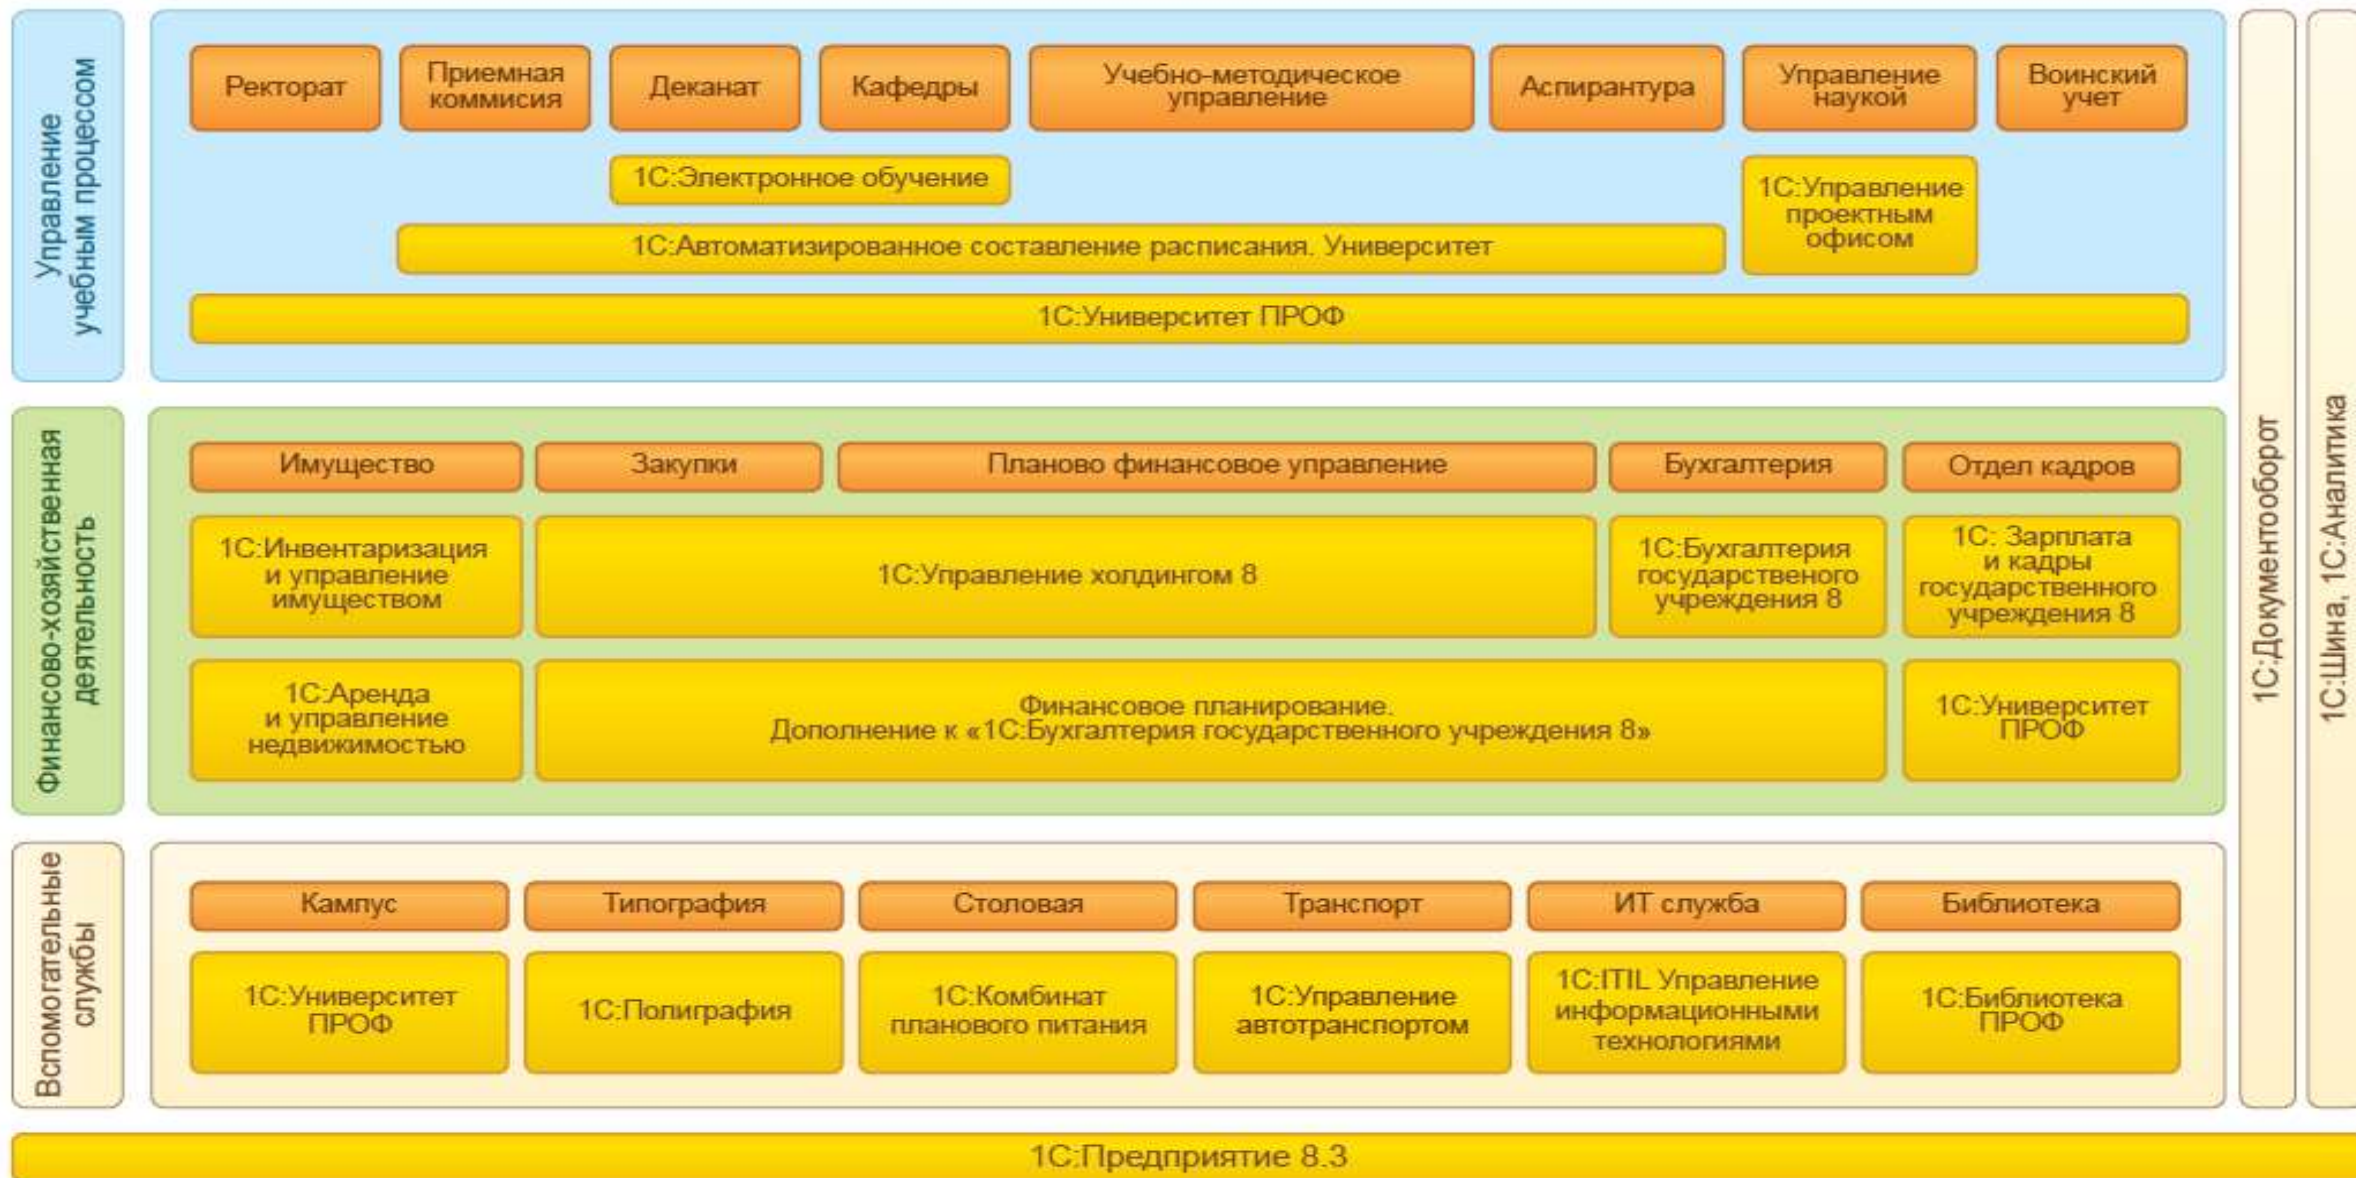 Управление
учебным процессом
Ректорат
Приемная
коммисия
Деканат
Кафедры
Учебно-методическое
управление
Аспирантура
Управление
наукой
Воинский
учет
1С:Электронное обучение
1С:Управление
проектным
офисом
1С:Автоматизированное составление расписания. Университет
1С:Университет ПРОФ
Финансово-хозяйственная
деятельность
Имущество
Закупки
Планово финансовое управление
Бухгалтерия
Отдел кадров
1С:Инвентаризация
и управление
имуществом
1С:Управление холдингом 8
1С:Бухгалтерия
государственого
учреждения 8
1С: Зарплата
и кадры
государственного
учреждения 8
1С:Аренда
и управление
недвижимостью
Финансовое планирование.
Дополнение к «1С:Бухгалтерия государственного учреждения 8»
1С:Университет
ПРОФ
Вспомогательные
службы
Кампус
Типография
Столовая
Транспорт
ИТ служба
Библиотека
1С:Университет
ПРОФ
1С:Полиграфия
1С:Комбинат
планового питания
1С:Управление
автотранспортом
1С:ITIL Управление
информационными
технологиями
1С:Библиотека
ПРОФ
1С:Документооборот
1С:Шина, 1С:Аналитика
1С:Предприятие 8.3